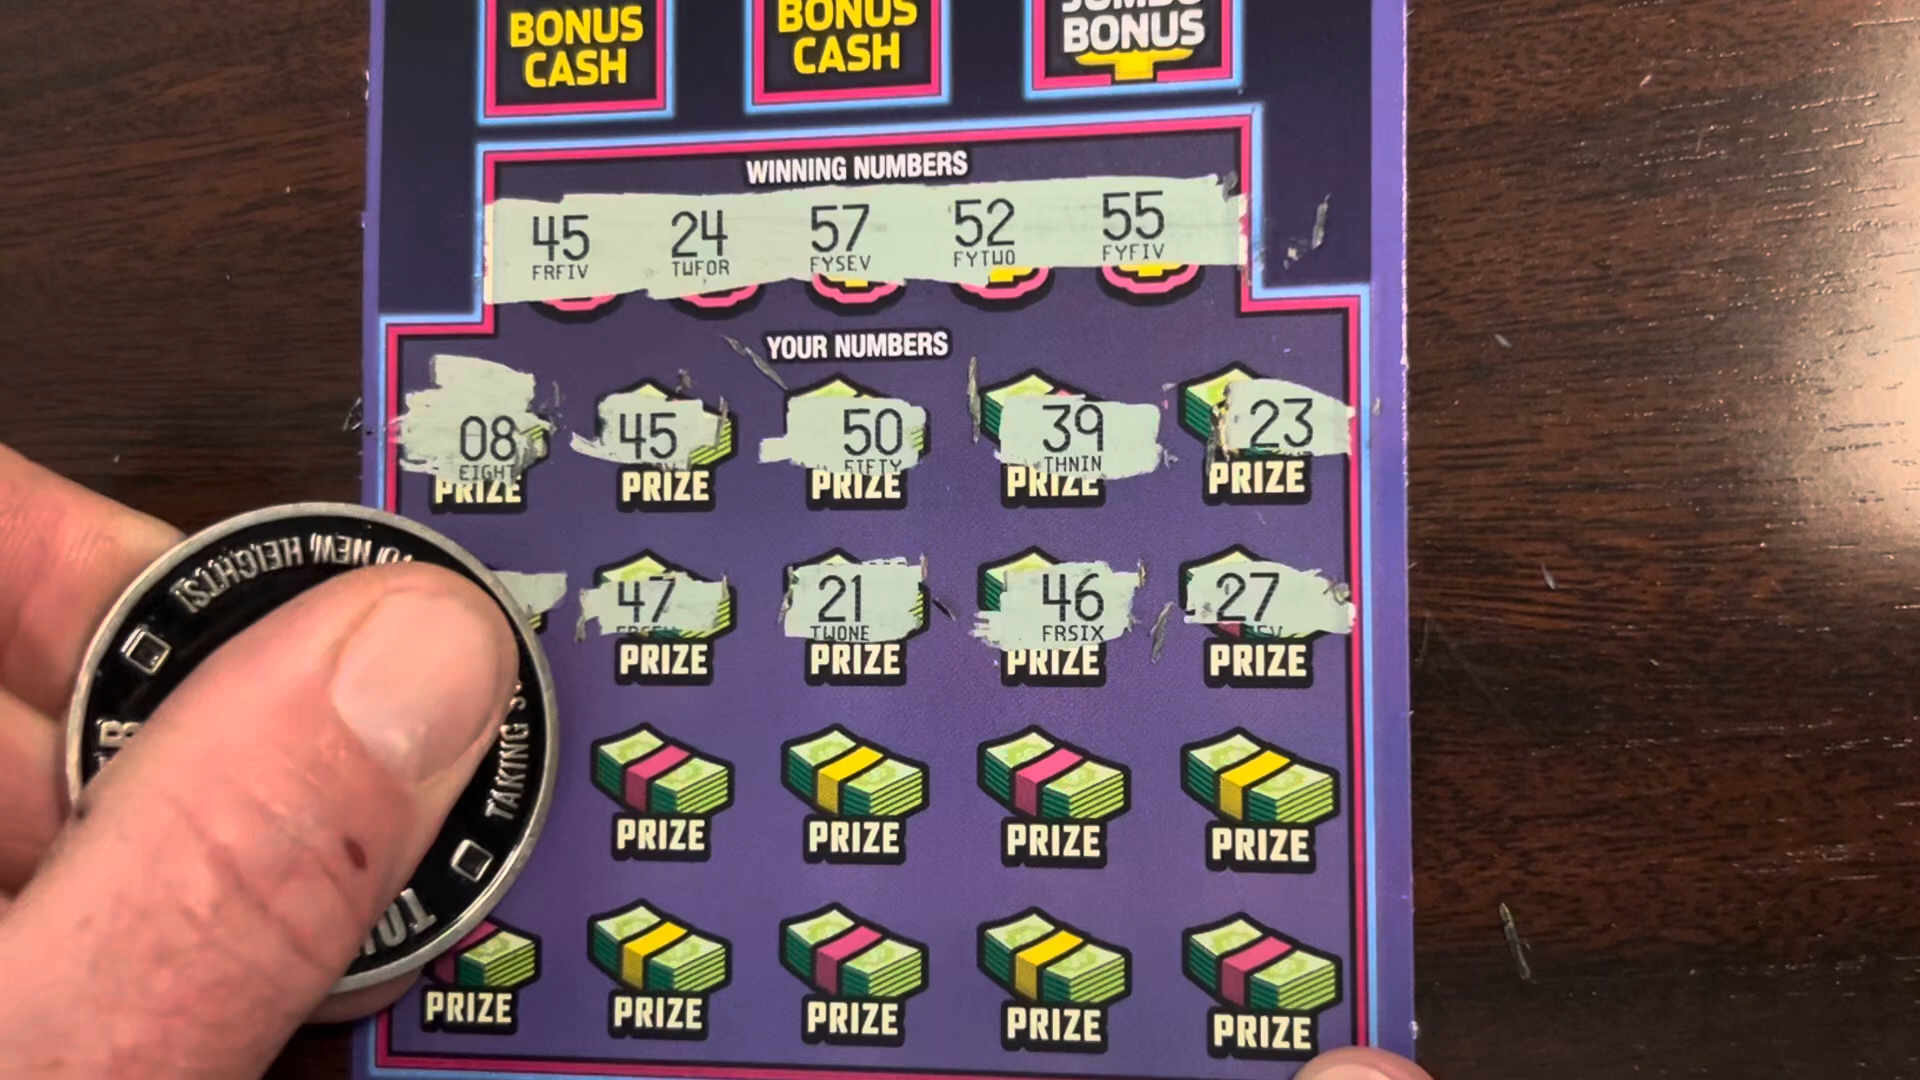 BONUS CASH
BONUS CASH
BONUS
WINNING NUMBERS
45 24 57 52 55
FRFIV TWFOR FYSEV FYTWO FYFIV
YOUR NUMBERS
08 45 50 39 23
EIGHT FIFTY THNIN
PRIZE PRIZE PRIZE PRIZE PRIZE
47 21 46 27
TWONE FRSIX
PRIZE PRIZE PRIZE PRIZE
PRIZE PRIZE PRIZE PRIZE
PRIZE PRIZE PRIZE PRIZE PRIZE
TO NEW HEIGHTS!
TAKING